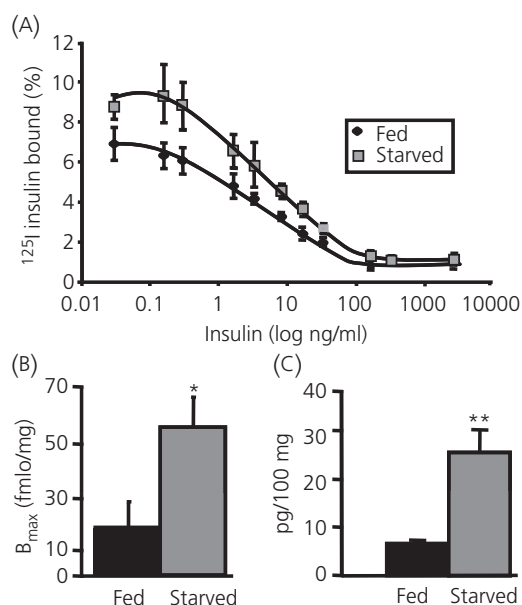 (A)
12
10
8
6
4
2
0
¹²⁵I insulin bound (%)
Fed
Starved
0.01 0.1 1 10 100 1000 10000
Insulin (log ng/ml)
(B)
70
50
30
10
0
B_max (fmlo/mg)
*
Fed Starved
(C)
40
30
20
10
0
pg/100 mg
**
Fed Starved